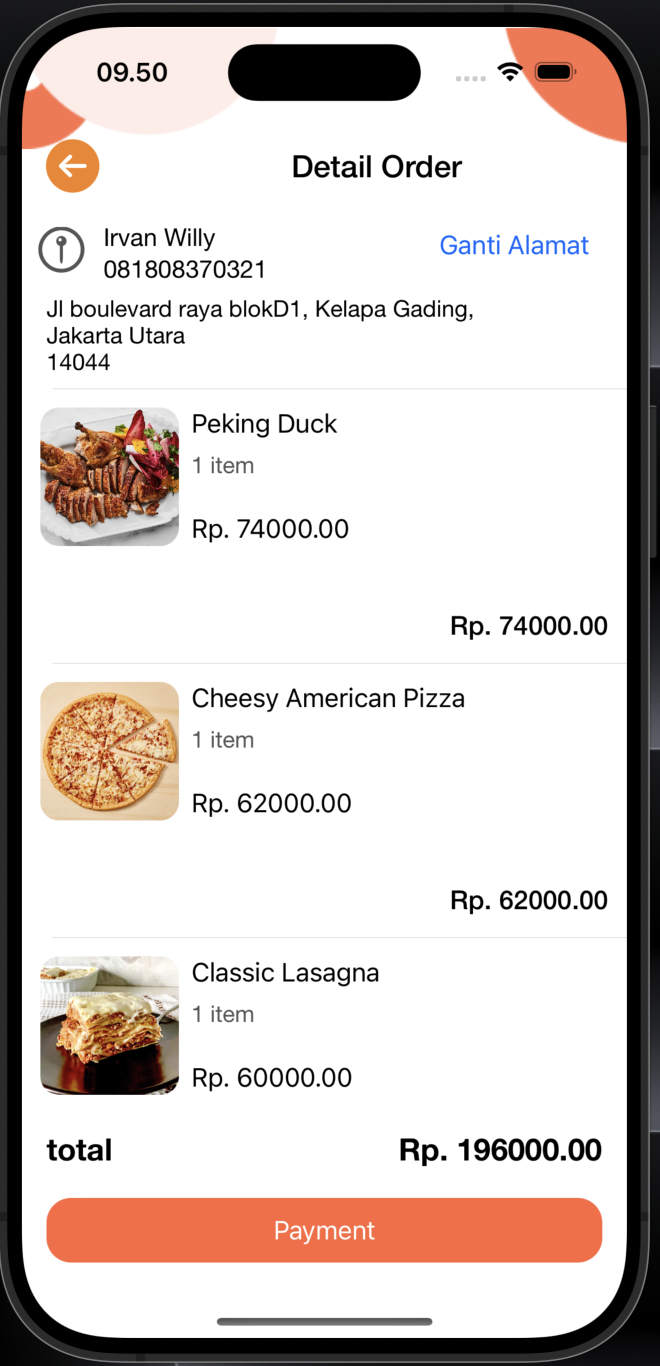 09.50
Detail Order
Irvan Willy
Ganti Alamat
081808370321
Jl boulevard raya blokD1, Kelapa Gading,
Jakarta Utara
14044
Peking Duck
1 item
Rp. 74000.00
Rp. 74000.00
Cheesy American Pizza
1 item
Rp. 62000.00
Rp. 62000.00
Classic Lasagna
1 item
Rp. 60000.00
total Rp. 196000.00
Payment